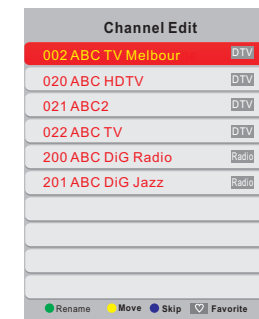 Channel Edit
002 ABC TV Melbour DTV
020 ABC HDTV DTV
021 ABC2 DTV
022 ABC TV DTV
200 ABC DiG Radio Radio
201 ABC DiG Jazz Radio
Rename Move Skip Favorite